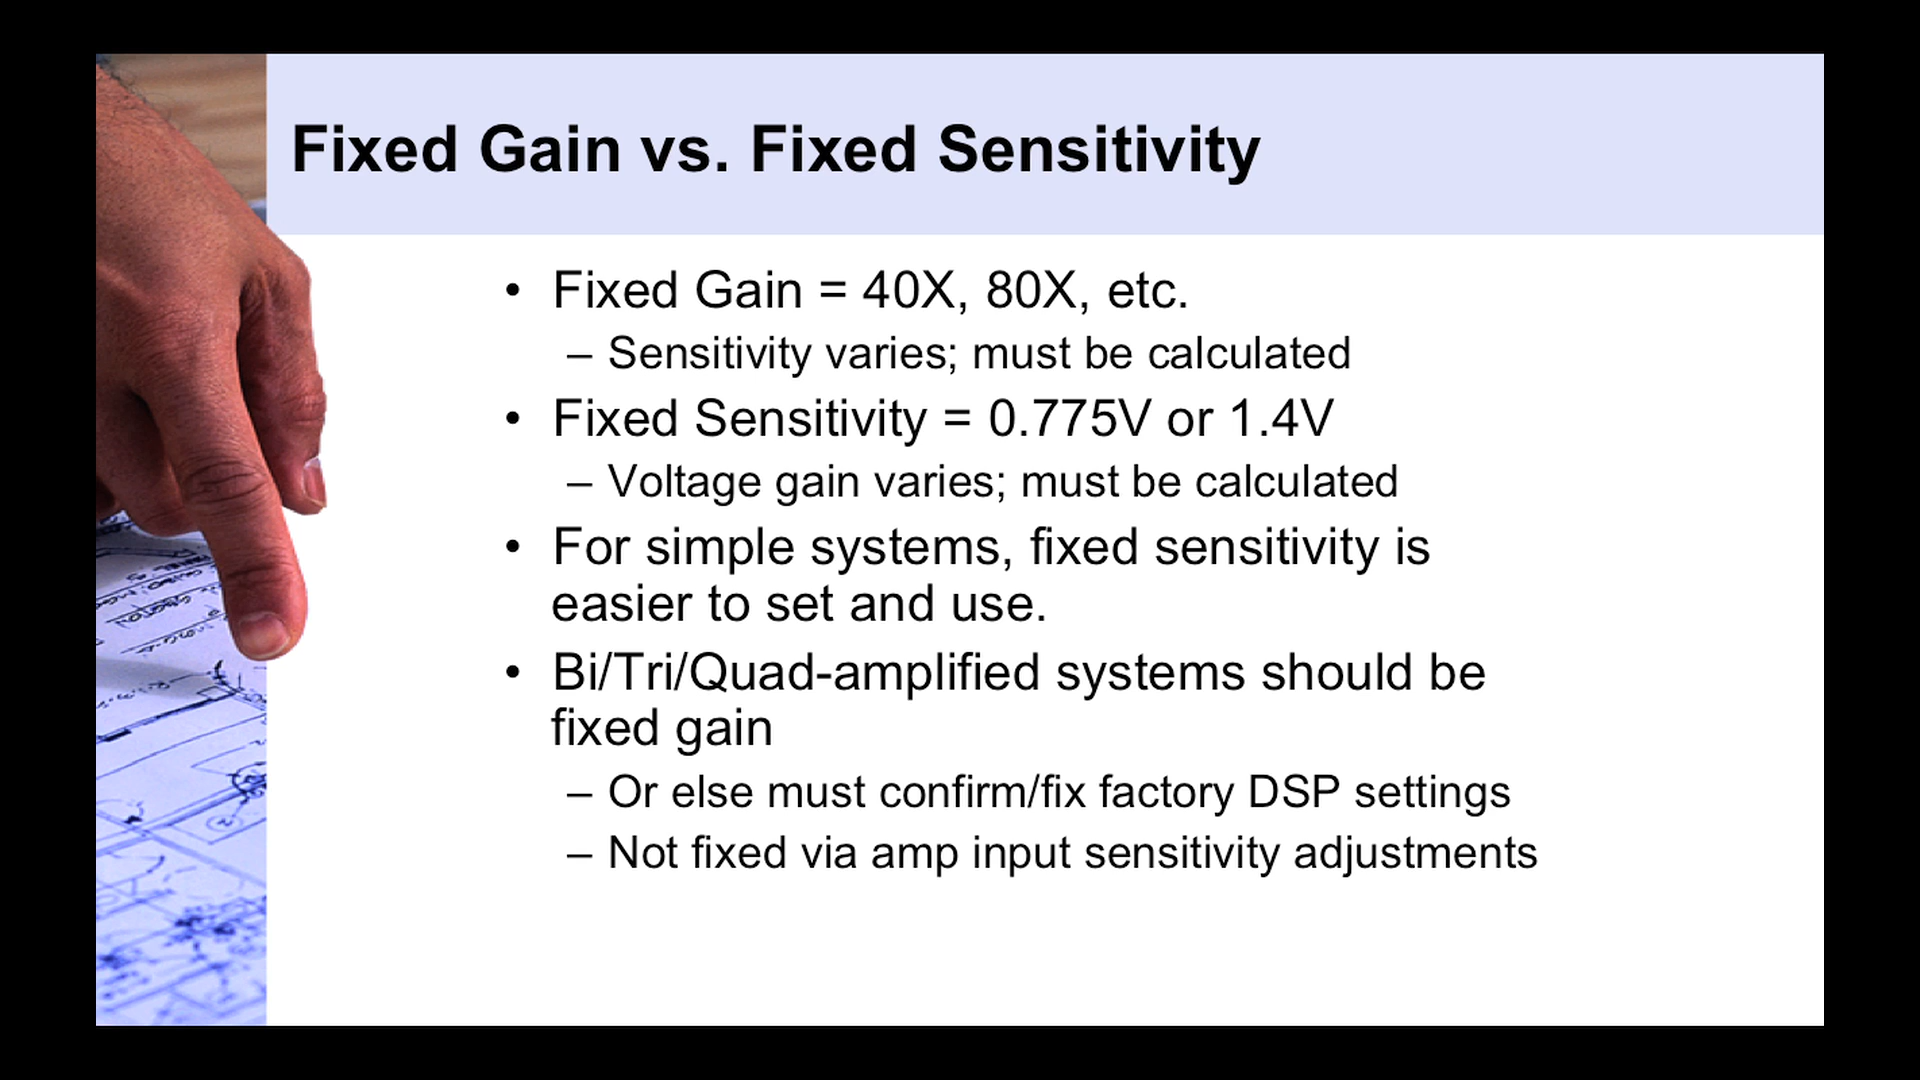 Fixed Gain vs. Fixed Sensitivity
• Fixed Gain = 40X, 80X, etc.
– Sensitivity varies; must be calculated
• Fixed Sensitivity = 0.775V or 1.4V
– Voltage gain varies; must be calculated
• For simple systems, fixed sensitivity is
easier to set and use.
• Bi/Tri/Quad-amplified systems should be
fixed gain
– Or else must confirm/fix factory DSP settings
– Not fixed via amp input sensitivity adjustments